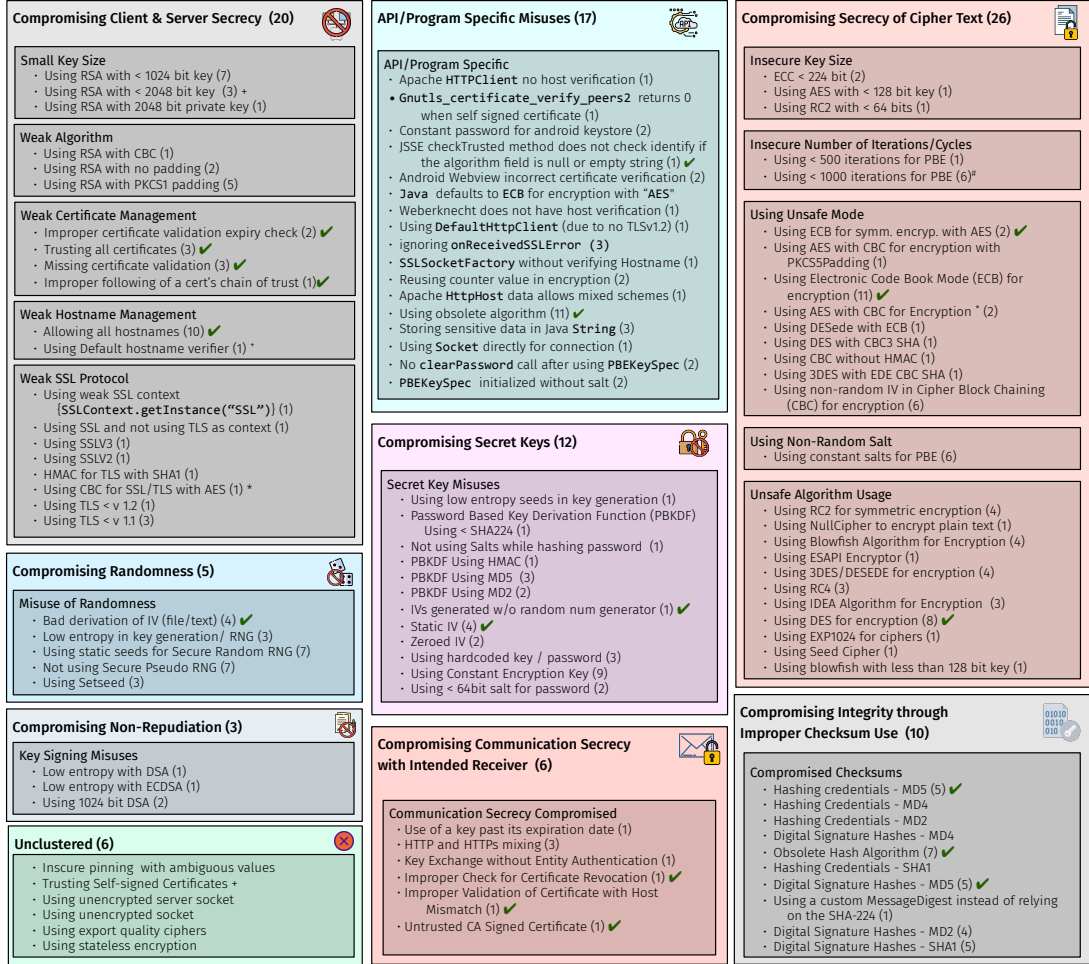 Compromising Client & Server Secrecy (20)
Small Key Size
· Using RSA with < 1024 bit key (7)
· Using RSA with < 2048 bit key (3) +
· Using RSA with 2048 bit private key (1)
Weak Algorithm
· Using RSA with CBC (1)
· Using RSA with no padding (2)
· Using RSA with PKCS1 padding (5)
Weak Certificate Management
· Improper certificate validation expiry check (2) ✔
· Trusting all certificates (3) ✔
· Missing certificate validation (3) ✔
· Improper following of a cert's chain of trust (1)✔
Weak Hostname Management
· Allowing all hostnames (10) ✔
· Using Default hostname verifier (1) +
Weak SSL Protocol
· Using weak SSL context
{SSLContext.getInstance(“SSL”)} (1)
· Using SSL and not using TLS as context (1)
· Using SSLV3 (1)
· Using SSLV2 (1)
· HMAC for TLS with SHA1 (1)
· Using CBC for SSL/TLS with AES (1) *
· Using TLS < v 1.2 (1)
· Using TLS < v 1.1 (3)
Compromising Randomness (5)
Misuse of Randomness
· Bad derivation of IV (file/text) (4) ✔
· Low entropy in key generation/ RNG (3)
· Using static seeds for Secure Random RNG (7)
· Not using Secure Pseudo RNG (7)
· Using Setseed (3)
Compromising Non-Repudiation (3)
Key Signing Misuses
· Low entropy with DSA (1)
· Low entropy with ECDSA (1)
· Using 1024 bit DSA (2)
Unclustered (6)
· Inscure pinning with ambiguous values
· Trusting Self-signed Certificates +
· Using unencrypted server socket
· Using unencrypted socket
· Using export quality ciphers
· Using stateless encryption
API/Program Specific Misuses (17)
API
API/Program Specific
· Apache HTTPClient no host verification (1)
• Gnutls_certificate_verify_peers2 returns 0
when self signed certificate (1)
· Constant password for android keystore (2)
· JSSE checkTrusted method does not check identify if
the algorithm field is null or empty string (1) ✔
· Android Webview incorrect certificate verification (2)
· Java defaults to ECB for encryption with “AES"
· Weberknecht does not have host verification (1)
· Using DefaultHttpClient (due to no TLSv1.2) (1)
· ignoring onReceivedSSLError (3)
· SSLSocketFactory without verifying Hostname (1)
· Reusing counter value in encryption (2)
· Apache HttpHost data allows mixed schemes (1)
· Using obsolete algorithm (11) ✔
· Storing sensitive data in Java String (3)
· Using Socket directly for connection (1)
· No clearPassword call after using PBEKeySpec (2)
· PBEKeySpec initialized without salt (2)
Compromising Secret Keys (12)
Secret Key Misuses
· Using low entropy seeds in key generation (1)
· Password Based Key Derivation Function (PBKDF)
Using < SHA224 (1)
· Not using Salts while hashing password (1)
· PBKDF Using HMAC (1)
· PBKDF Using MD5 (3)
· PBKDF Using MD2 (2)
· IVs generated w/o random num generator (1) ✔
· Static IV (4) ✔
· Zeroed IV (2)
· Using hardcoded key / password (3)
· Using Constant Encryption Key (9)
· Using < 64bit salt for password (2)
Compromising Communication Secrecy
with Intended Receiver (6)
Communication Secrecy Compromised
· Use of a key past its expiration date (1)
· HTTP and HTTPs mixing (3)
· Key Exchange without Entity Authentication (1)
· Improper Check for Certificate Revocation (1) ✔
· Improper Validation of Certificate with Host
Mismatch (1) ✔
· Untrusted CA Signed Certificate (1) ✔
Compromising Secrecy of Cipher Text (26)
Insecure Key Size
· ECC < 224 bit (2)
· Using AES with < 128 bit key (1)
· Using RC2 with < 64 bits (1)
Insecure Number of Iterations/Cycles
· Using < 500 iterations for PBE (1)
· Using < 1000 iterations for PBE (6)#
Using Unsafe Mode
· Using ECB for symm. encryp. with AES (2) ✔
· Using AES with CBC for encryption with
PKCS5Padding (1)
· Using Electronic Code Book Mode (ECB) for
encryption (11) ✔
· Using AES with CBC for Encryption * (2)
· Using DESede with ECB (1)
· Using DES with CBC3 SHA (1)
· Using CBC without HMAC (1)
· Using 3DES with EDE CBC SHA (1)
· Using non-random IV in Cipher Block Chaining
(CBC) for encryption (6)
Using Non-Random Salt
· Using constant salts for PBE (6)
Unsafe Algorithm Usage
· Using RC2 for symmetric encryption (4)
· Using NullCipher to encrypt plain text (1)
· Using Blowfish Algorithm for Encryption (4)
· Using ESAPI Encryptor (1)
· Using 3DES/DESEDE for encryption (4)
· Using RC4 (3)
· Using IDEA Algorithm for Encryption (3)
· Using DES for encryption (8) ✔
· Using EXP1024 for ciphers (1)
· Using Seed Cipher (1)
· Using blowfish with less than 128 bit key (1)
Compromising Integrity through
Improper Checksum Use (10)
01010
0010
010
Compromised Checksums
· Hashing credentials - MD5 (5) ✔
· Hashing Credentials - MD4
· Hashing Credentials - MD2
· Digital Signature Hashes - MD4
· Obsolete Hash Algorithm (7) ✔
· Hashing Credentials - SHA1
· Digital Signature Hashes - MD5 (5) ✔
· Using a custom MessageDigest instead of relying
on the SHA-224 (1)
· Digital Signature Hashes - MD2 (4)
· Digital Signature Hashes - SHA1 (5)